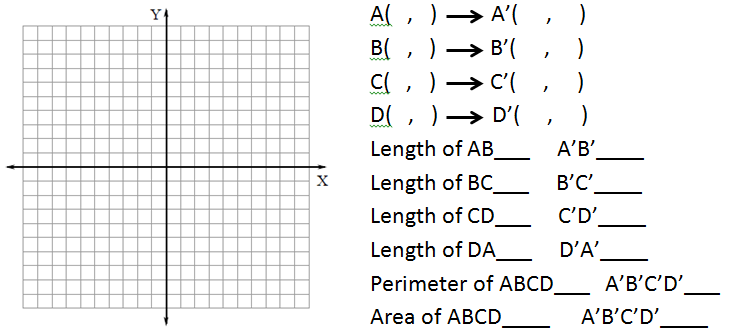 Y
X
A( , ) → A’( , )
B( , ) → B’( , )
C( , ) → C’( , )
D( , ) → D’( , )
Length of AB___ A’B’____
Length of BC___ B’C’____
Length of CD___ C’D’____
Length of DA___ D’A’____
Perimeter of ABCD___ A’B’C’D’___
Area of ABCD____ A’B’C’D’____